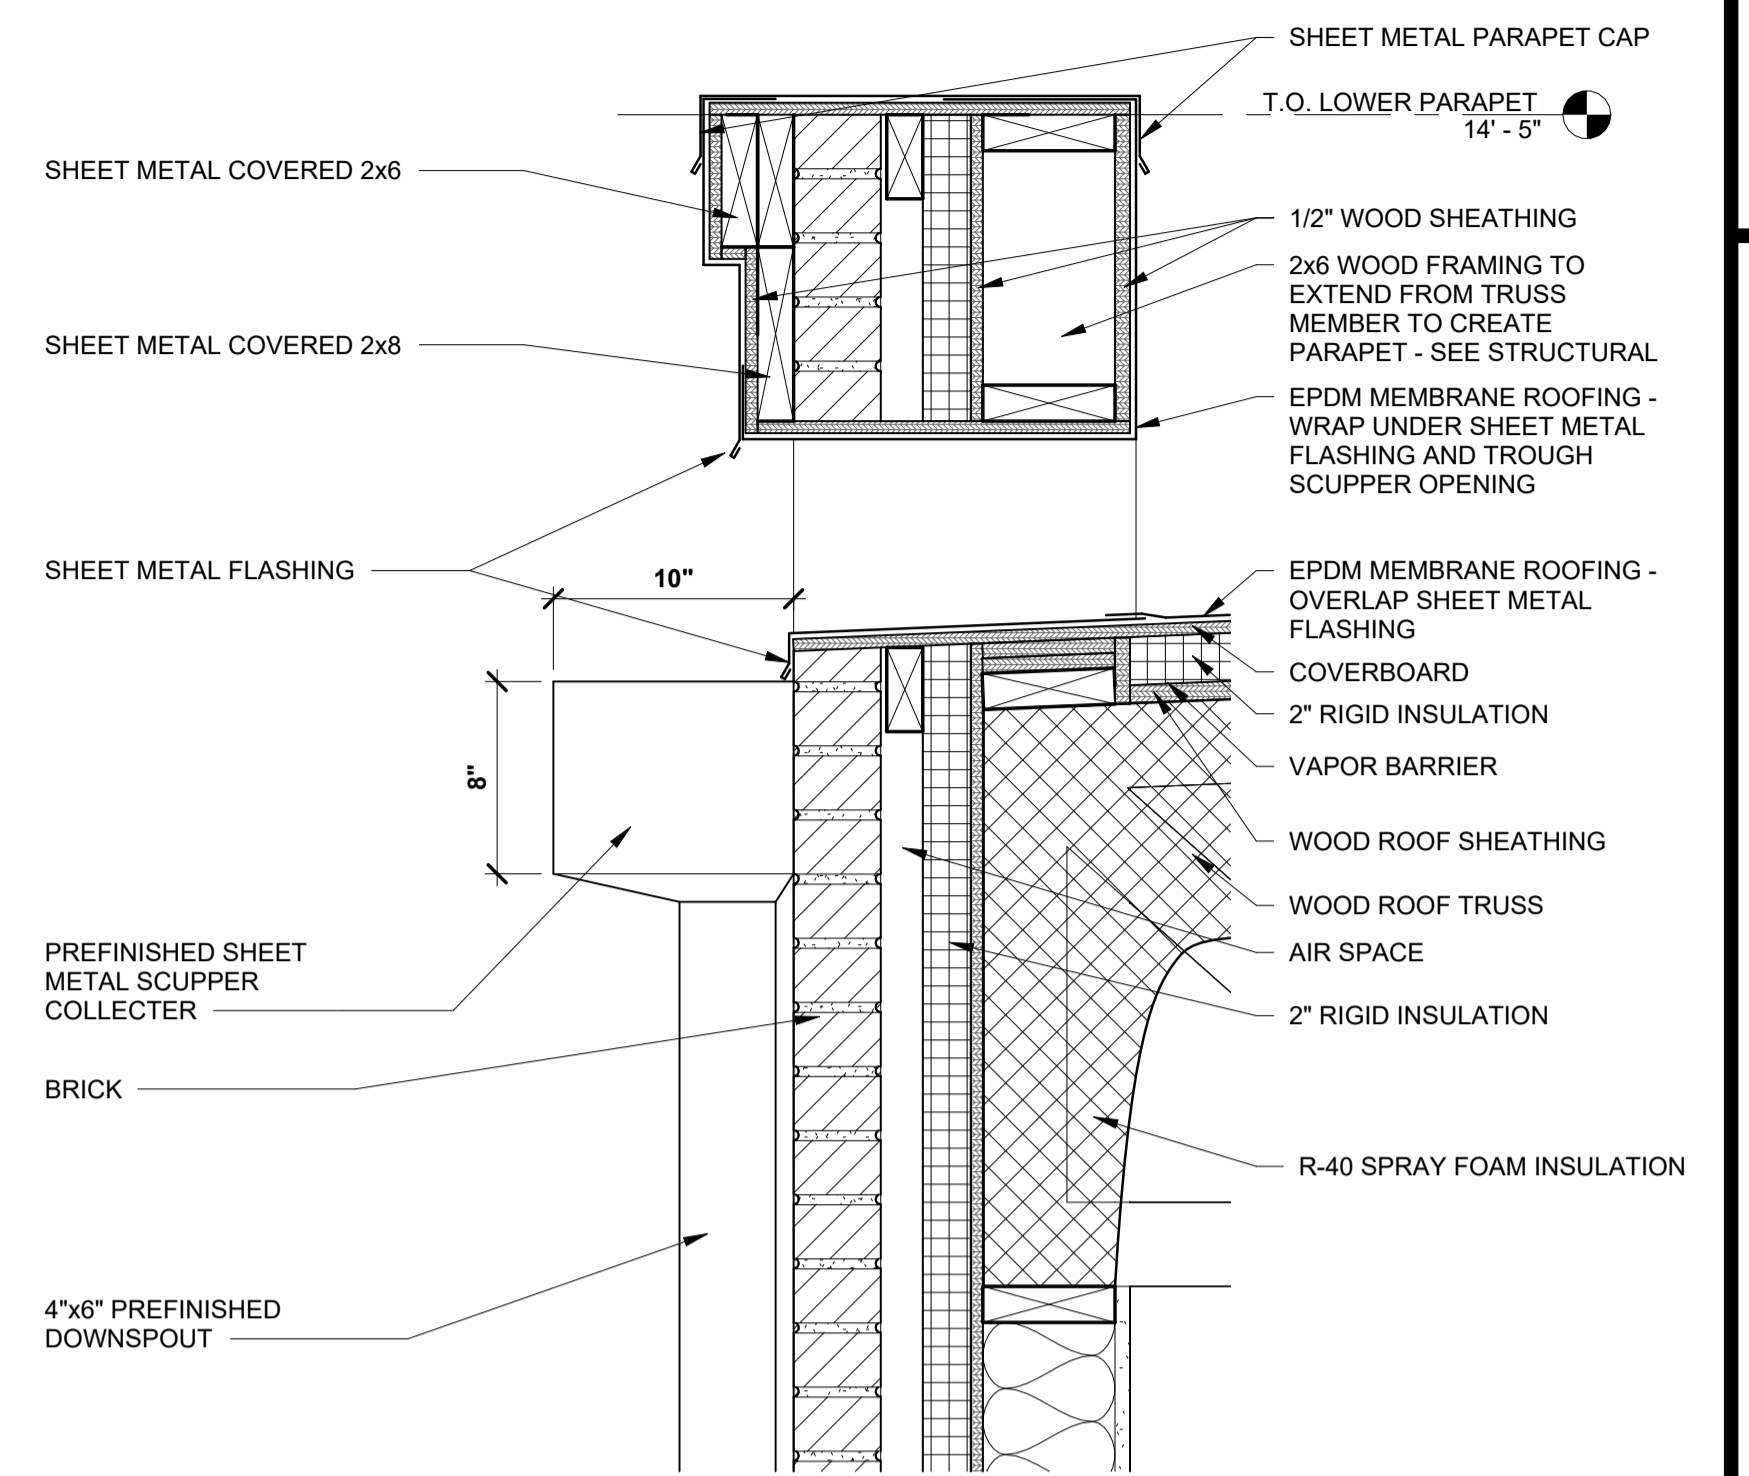 SHEET METAL PARAPET CAP
T.O. LOWER PARAPET
14' - 5"
SHEET METAL COVERED 2x6
1/2" WOOD SHEATHING
2x6 WOOD FRAMING TO
EXTEND FROM TRUSS
MEMBER TO CREATE
PARAPET - SEE STRUCTURAL
SHEET METAL COVERED 2x8
EPDM MEMBRANE ROOFING -
WRAP UNDER SHEET METAL
FLASHING AND TROUGH
SCUPPER OPENING
SHEET METAL FLASHING
10"
EPDM MEMBRANE ROOFING -
OVERLAP SHEET METAL
FLASHING
COVERBOARD
2" RIGID INSULATION
8"
VAPOR BARRIER
WOOD ROOF SHEATHING
WOOD ROOF TRUSS
AIR SPACE
PREFINISHED SHEET
METAL SCUPPER
COLLECTER
2" RIGID INSULATION
BRICK
R-40 SPRAY FOAM INSULATION
4"x6" PREFINISHED
DOWNSPOUT